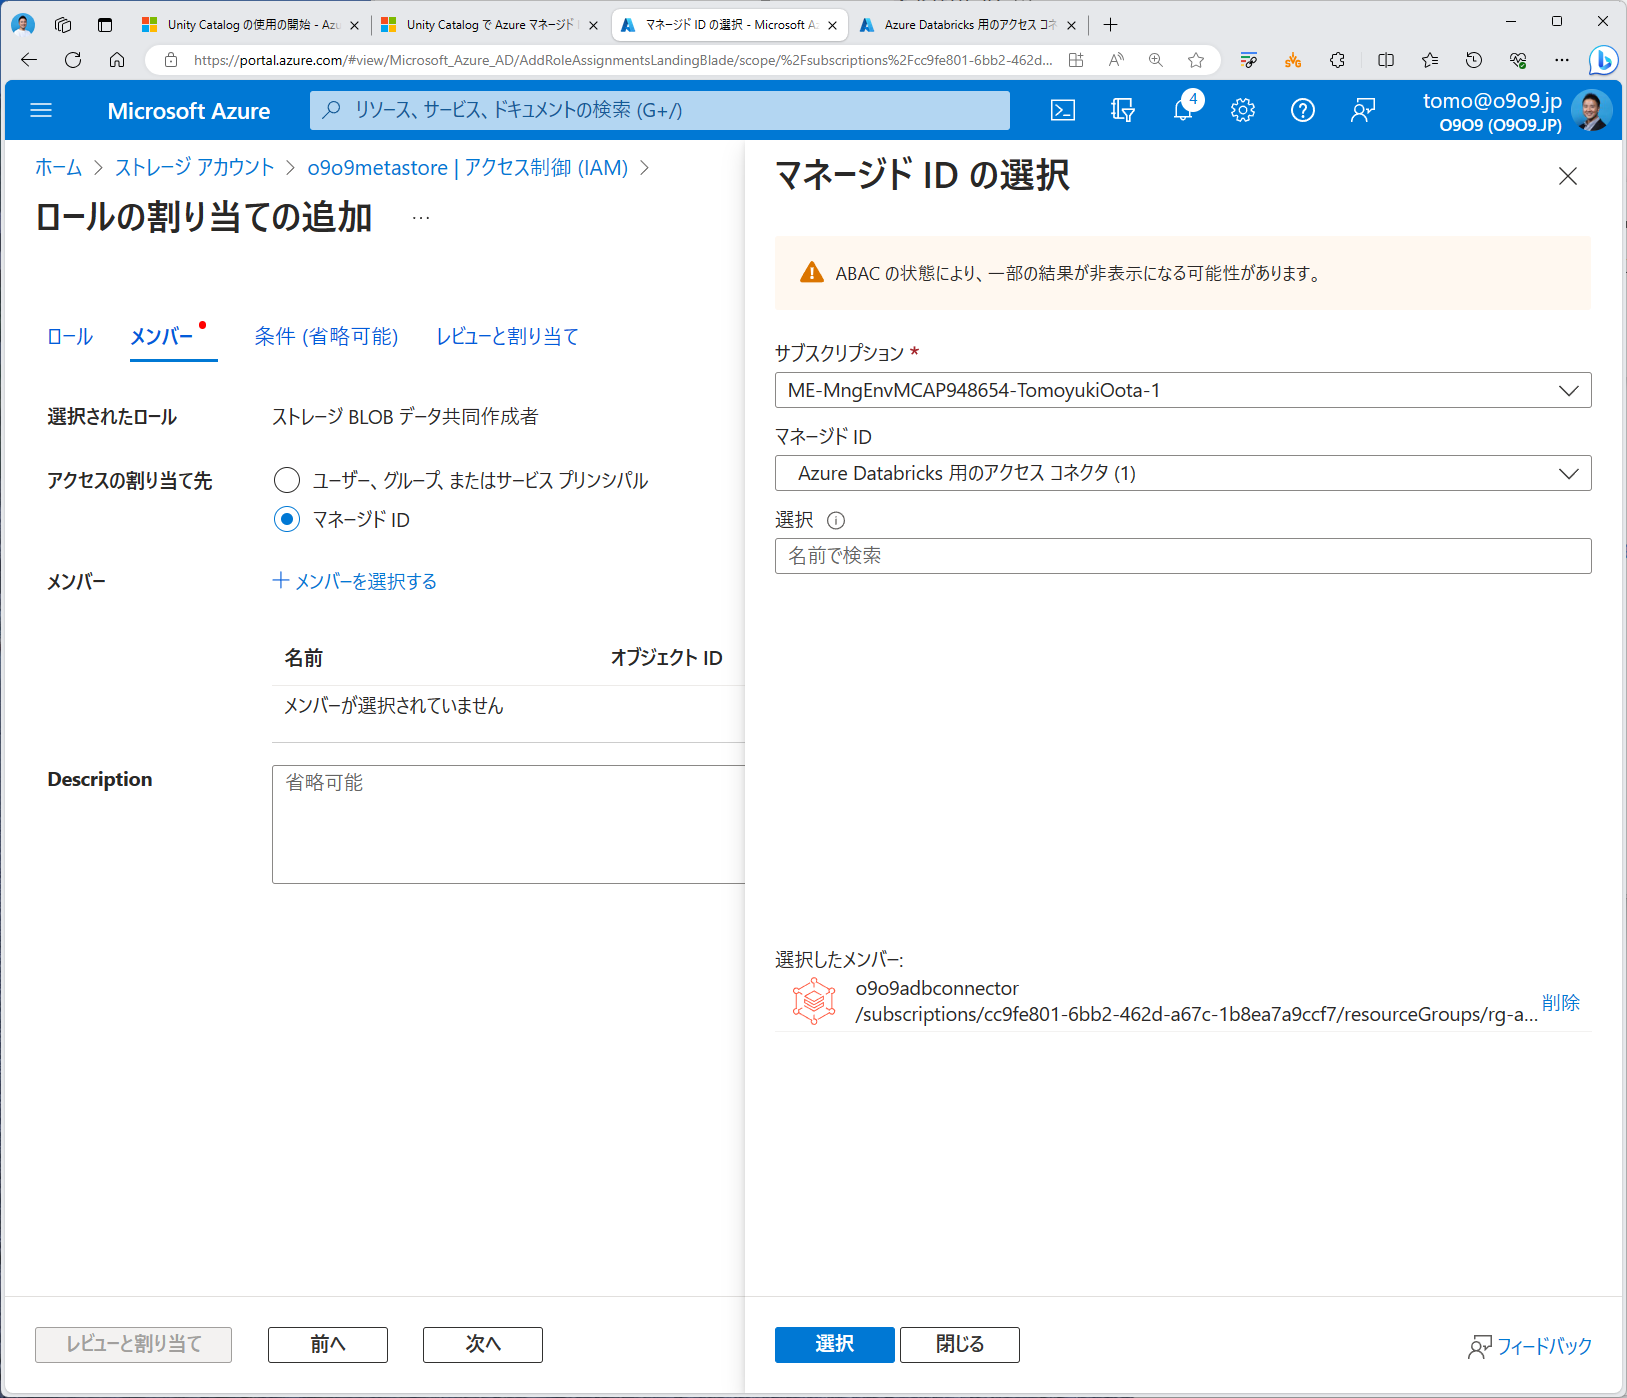 Unity Catalog の使用の開始 - Azu
Unity Catalog で Azure マネージド
マネージド ID の選択 - Microsoft A
Azure Databricks 用のアクセス コネ
https://portal.azure.com/#view/Microsoft_Azure_AD/AddRoleAssignmentsLandingBlade/scope/%2Fsubscriptions%2Fcc9fe801-6bb2-462d...
Microsoft Azure
リソース、サービス、ドキュメントの検索 (G+/)
4
tomo@o9o9.jp
O9O9 (O9O9.JP)
ホーム > ストレージ アカウント > o9o9metastore | アクセス制御 (IAM) >
ロールの割り当ての追加 ...
ロール
メンバー
条件 (省略可能)
レビューと割り当て
選択されたロール
ストレージ BLOB データ共同作成者
アクセスの割り当て先
ユーザー、グループ、またはサービス プリンシパル
マネージド ID
メンバー
+ メンバーを選択する
名前
オブジェクト ID
メンバーが選択されていません
Description
省略可能
レビューと割り当て
前へ
次へ
マネージド ID の選択
ABAC の状態により、一部の結果が非表示になる可能性があります。
サブスクリプション *
ME-MngEnvMCAP948654-TomoyukiOota-1
マネージド ID
Azure Databricks 用のアクセス コネクタ (1)
選択
名前で検索
選択したメンバー:
o9o9adbconnector
/subscriptions/cc9fe801-6bb2-462d-a67c-1b8ea7a9ccf7/resourceGroups/rg-a...
削除
選択
閉じる
フィードバック